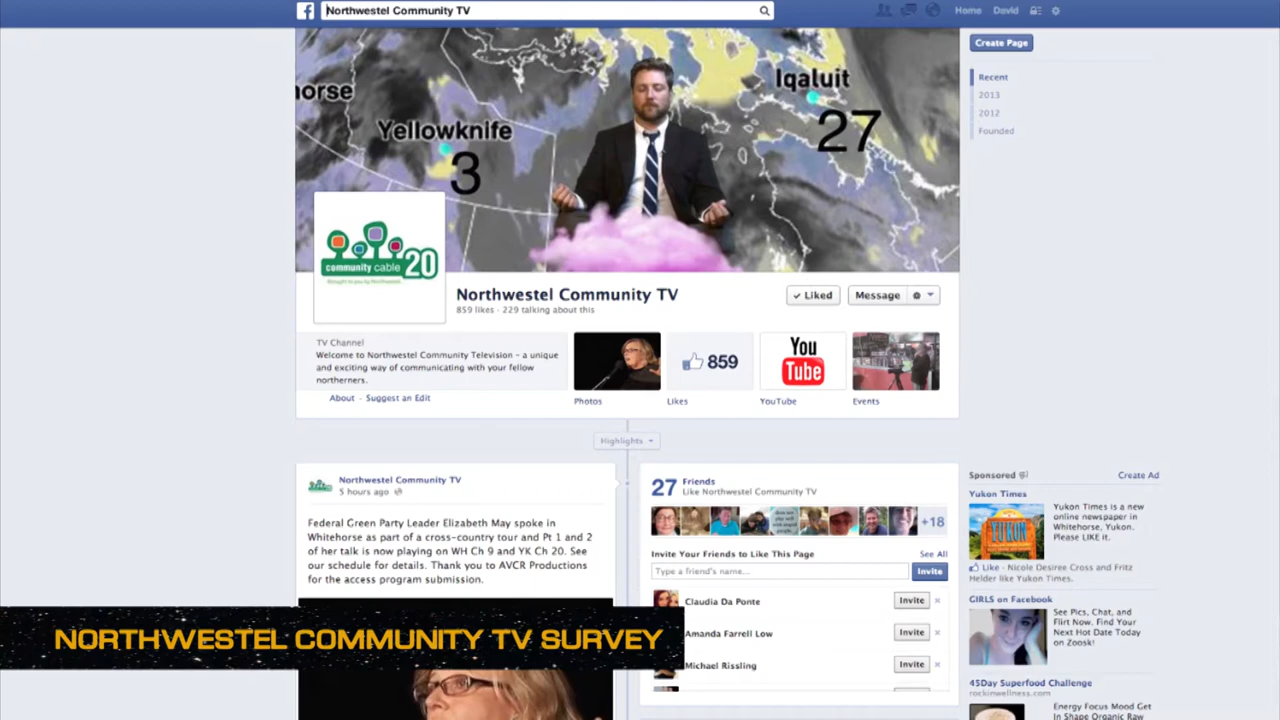 Northwestel Community TV
Home David
Create Page
Recent
2013
2012
Founded
orse
Yellowknife
3
Iqaluit
27
community cable 20
Brought to you by Northwestel
Northwestel Community TV
859 likes · 229 talking about this
Liked
Message
TV Channel
Welcome to Northwestel Community Television – a unique
and exciting way of communicating with your fellow
northerners.
About · Suggest an Edit
859
You
Tube
Photos
Likes
YouTube
Events
Highlights
Northwestel Community TV
5 hours ago
Federal Green Party Leader Elizabeth May spoke in
Whitehorse as part of a cross-country tour and Pt 1 and 2
of her talk is now playing on WH Ch 9 and YK Ch 20. See
our schedule for details. Thank you to AVCR Productions
for the access program submission.
27 Friends
Like Northwestel Community TV
+18
Invite Your Friends to Like This Page
See All
Type a friend's name...
Invite
Claudia Da Ponte
Invite
Amanda Farrell Low
Invite
Michael Rissling
Invite
Sponsored
Create Ad
Yukon Times
YUKON
Yukon Times is a new
online newspaper in
Whitehorse, Yukon.
Please LIKE it.
Like · Nicole Desiree Cross and Fritz
Helder like Yukon Times.
GIRLS on Facebook
See Pics, Chat, and
Flirt Now. Find Your
Next Hot Date Today
on Zoosk!
45Day Superfood Challenge
rockinwellness.com
Energy Focus Mood Get
In Shape Organic Raw
NORTHWESTEL COMMUNITY TV SURVEY